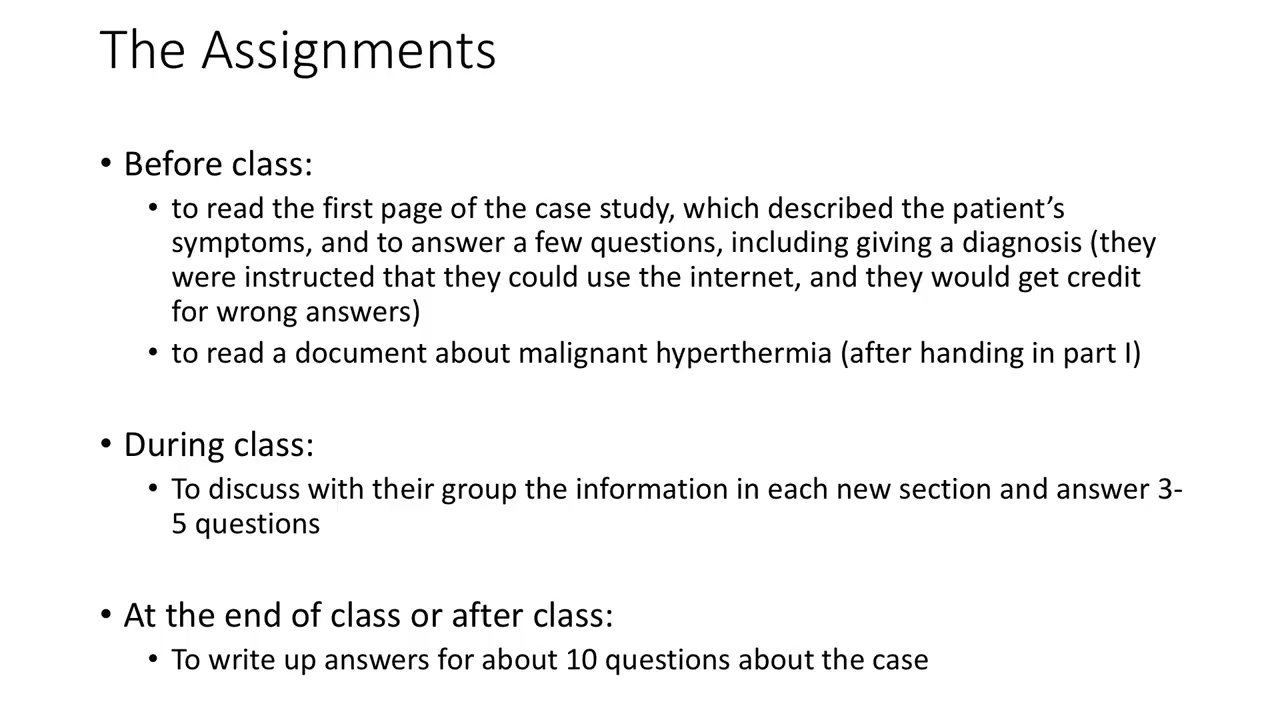 The Assignments
• Before class:
• to read the first page of the case study, which described the patient’s
symptoms, and to answer a few questions, including giving a diagnosis (they
were instructed that they could use the internet, and they would get credit
for wrong answers)
• to read a document about malignant hyperthermia (after handing in part I)
• During class:
• To discuss with their group the information in each new section and answer 3-
5 questions
• At the end of class or after class:
• To write up answers for about 10 questions about the case